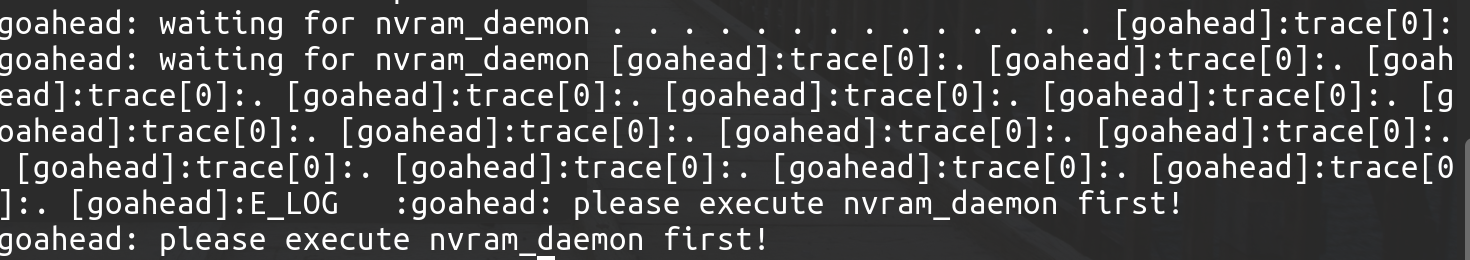 goahead: waiting for nvram_daemon . . . . . . . . . . . . . . [goahead]:trace[0]:
goahead: waiting for nvram_daemon [goahead]:trace[0]:. [goahead]:trace[0]:. [goah
ead]:trace[0]:. [goahead]:trace[0]:. [goahead]:trace[0]:. [goahead]:trace[0]:. [g
oahead]:trace[0]:. [goahead]:trace[0]:. [goahead]:trace[0]:. [goahead]:trace[0]:.
 [goahead]:trace[0]:. [goahead]:trace[0]:. [goahead]:trace[0]:. [goahead]:trace[0
]:. [goahead]:E_LOG   :goahead: please execute nvram_daemon first!
goahead: please execute nvram_daemon first!